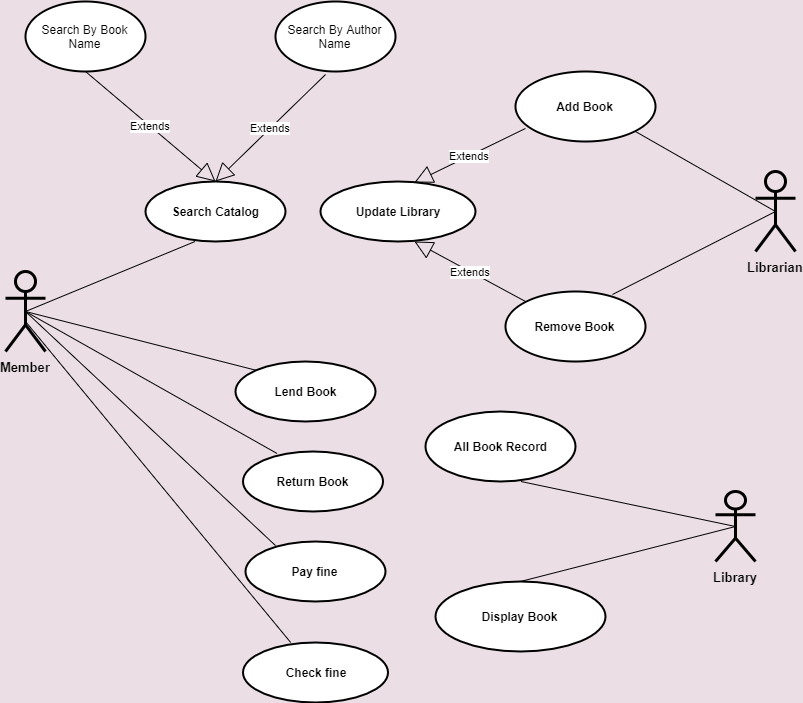 Search By Book
Name
Search By Author
Name
Extends
Extends
Add Book
Extends
Search Catalog
Update Library
Librarian
Extends
Remove Book
Member
Lend Book
All Book Record
Return Book
Pay fine
Library
Display Book
Check fine